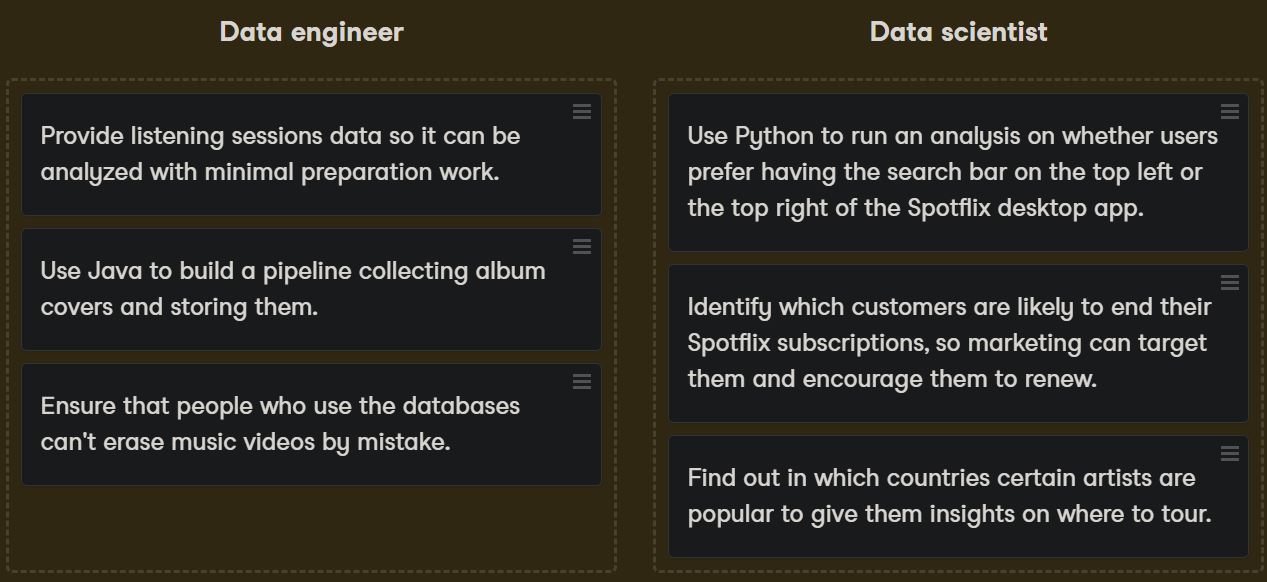 Data engineer
Provide listening sessions data so it can be
analyzed with minimal preparation work.
Use Java to build a pipeline collecting album
covers and storing them.
Ensure that people who use the databases
can't erase music videos by mistake.
Data scientist
Use Python to run an analysis on whether users
prefer having the search bar on the top left or
the top right of the Spotflix desktop app.
Identify which customers are likely to end their
Spotflix subscriptions, so marketing can target
them and encourage them to renew.
Find out in which countries certain artists are
popular to give them insights on where to tour.